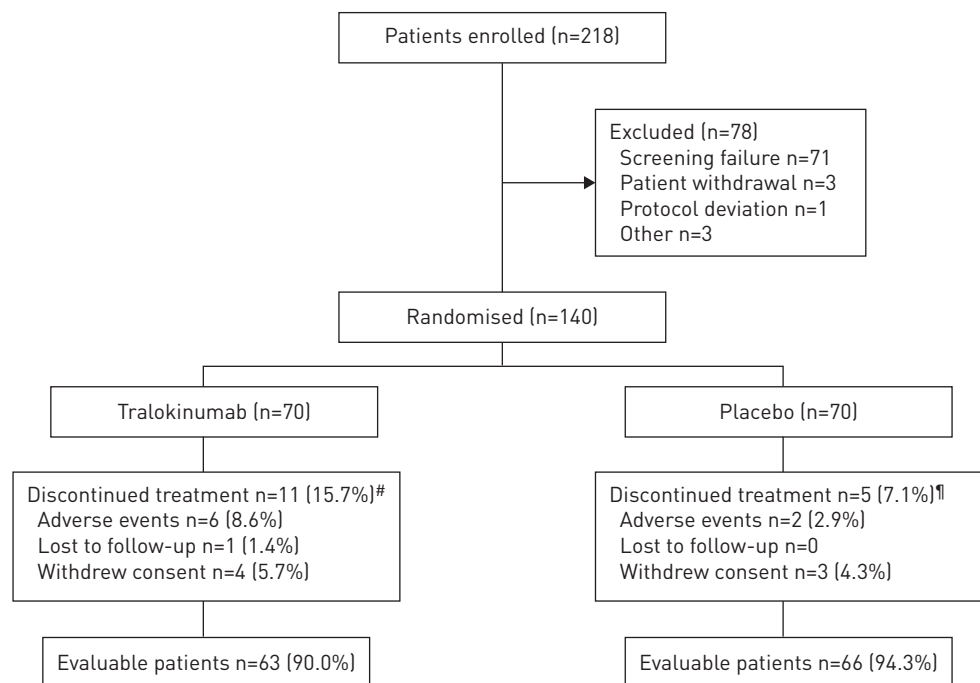 Patients enrolled (n=218)
Excluded (n=78)
Screening failure n=71
Patient withdrawal n=3
Protocol deviation n=1
Other n=3
Randomised (n=140)
Tralokinumab (n=70)
Placebo (n=70)
Discontinued treatment n=11 (15.7%)#
Adverse events n=6 (8.6%)
Lost to follow-up n=1 (1.4%)
Withdrew consent n=4 (5.7%)
Discontinued treatment n=5 (7.1%)¶
Adverse events n=2 (2.9%)
Lost to follow-up n=0
Withdrew consent n=3 (4.3%)
Evaluable patients n=63 (90.0%)
Evaluable patients n=66 (94.3%)